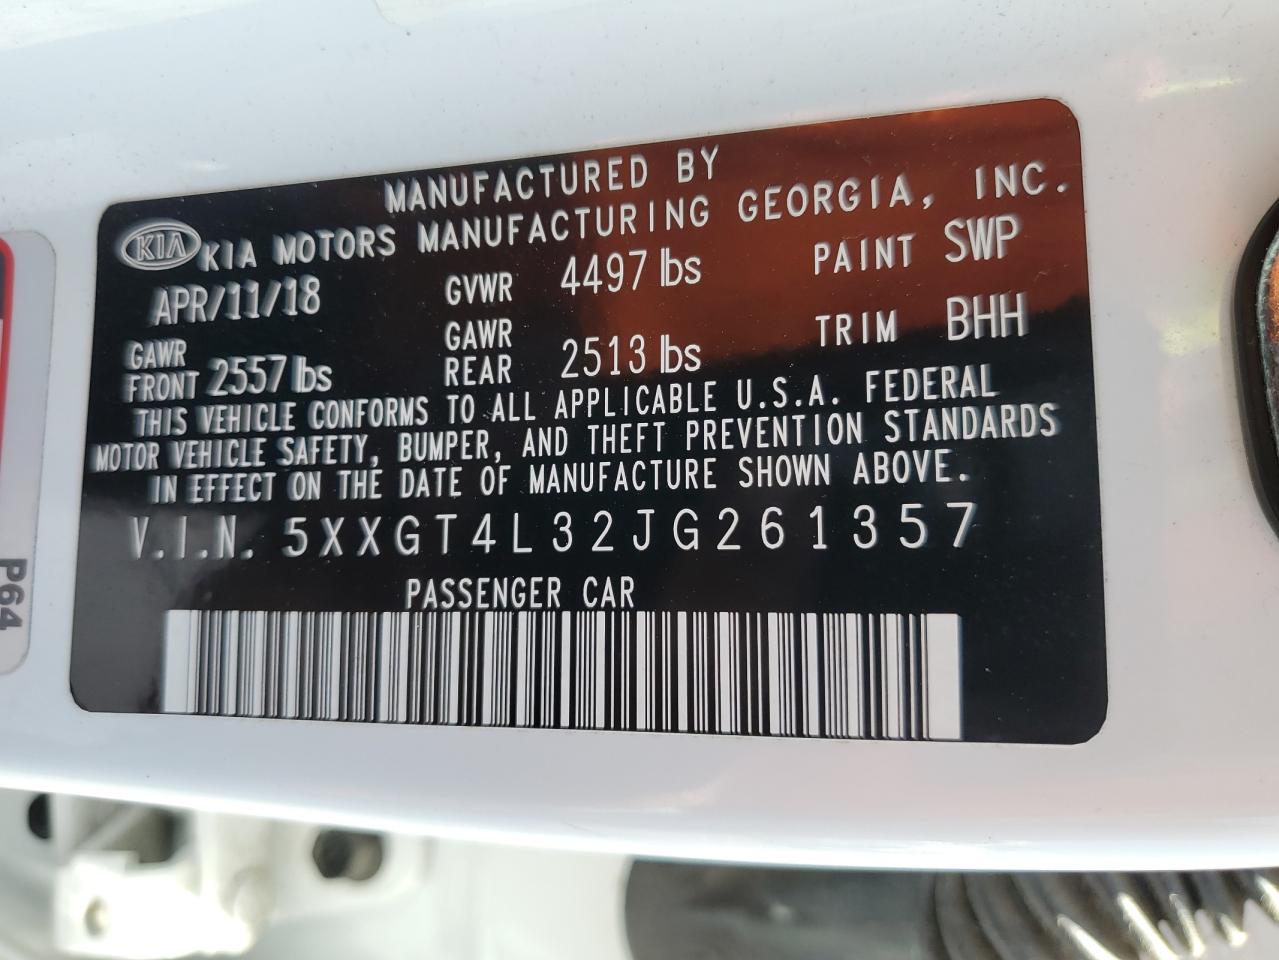 MANUFACTURED BY
KIA KIA MOTORS MANUFACTURING GEORGIA, INC.
APR/11/18 GVWR 4497 lbs PAINT SWP
GAWR FRONT 2557 lbs GAWR REAR 2513 lbs TRIM BHH
THIS VEHICLE CONFORMS TO ALL APPLICABLE U.S.A. FEDERAL
MOTOR VEHICLE SAFETY, BUMPER, AND THEFT PREVENTION STANDARDS
IN EFFECT ON THE DATE OF MANUFACTURE SHOWN ABOVE.
V.I.N. 5XXGT4L32JG261357
PASSENGER CAR
P64